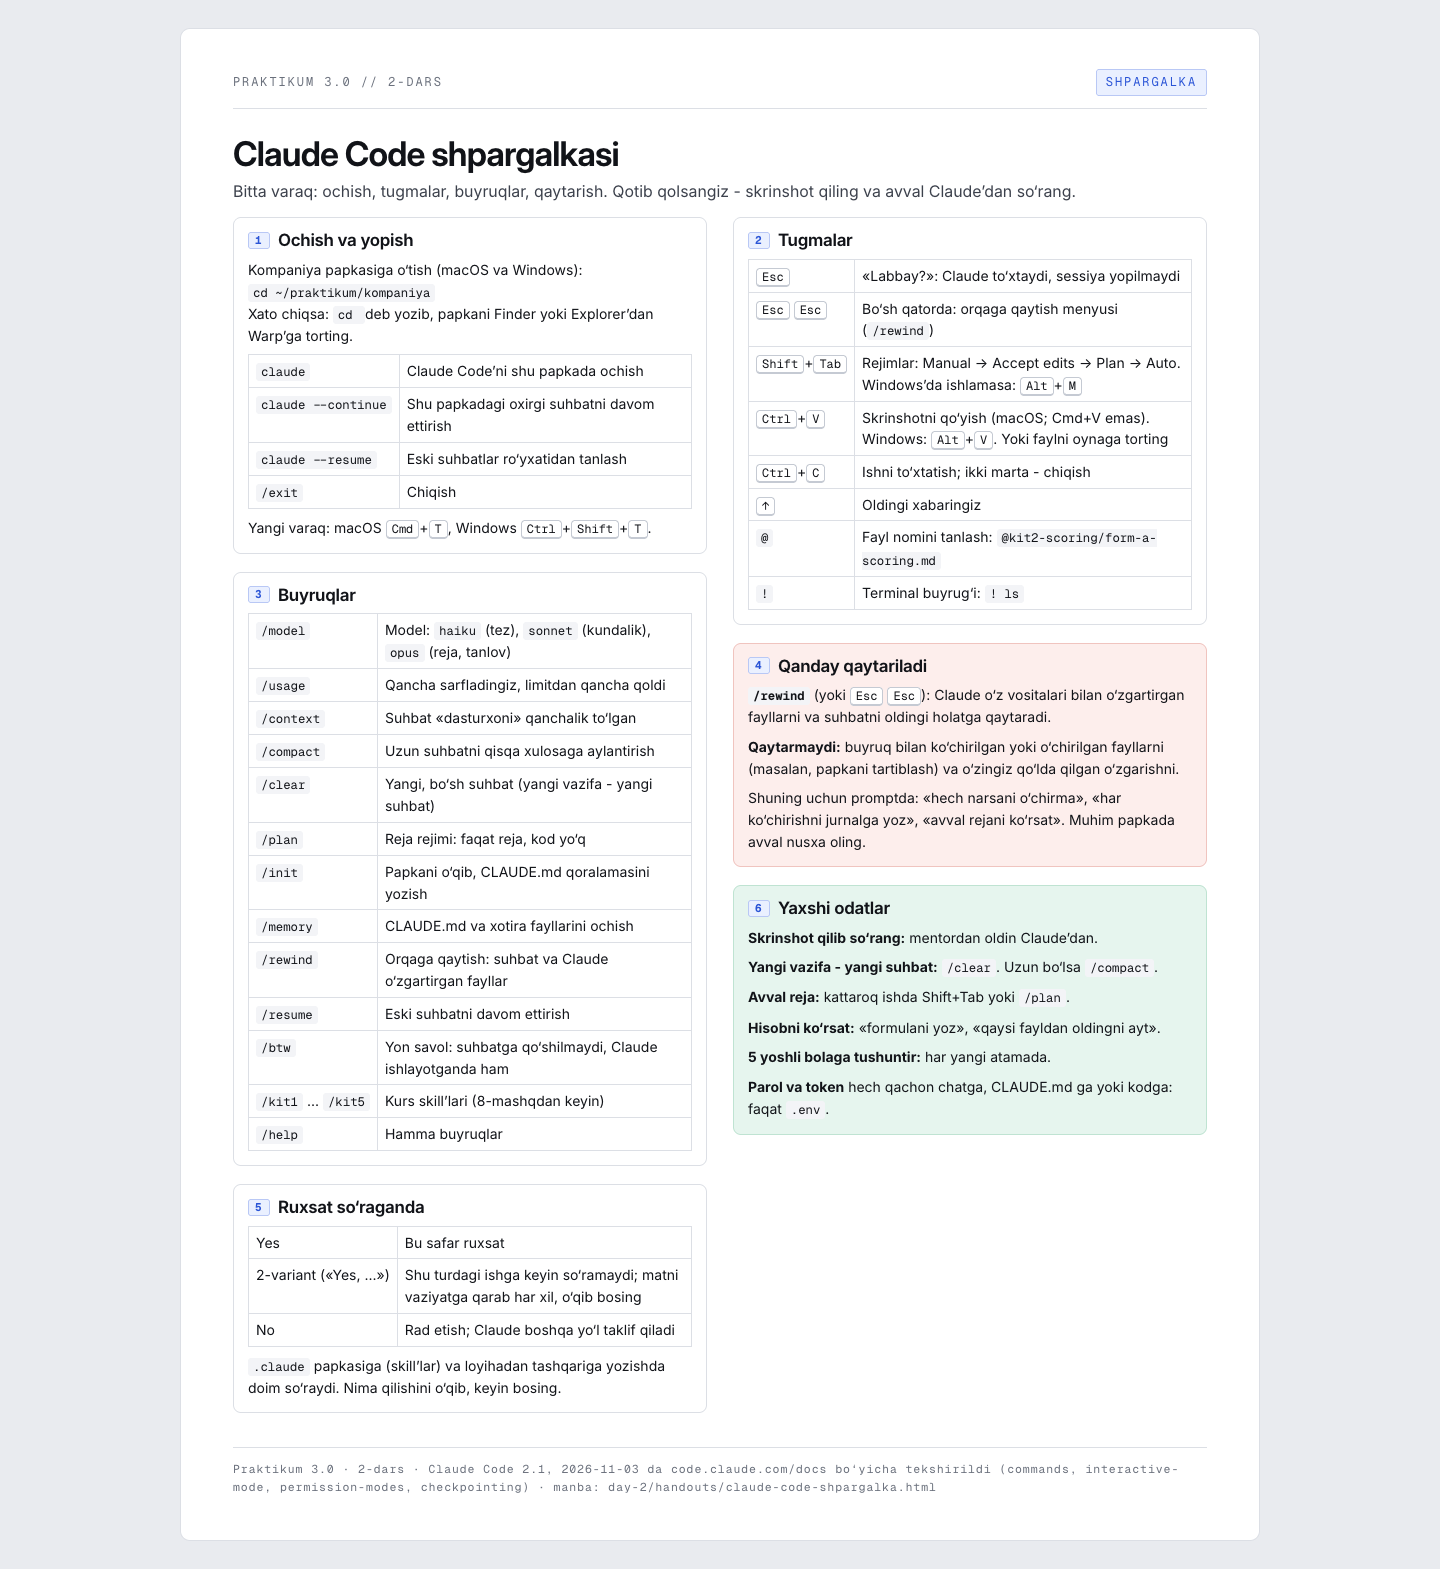 PRAKTIKUM 3.0 // 2-DARS
SHPARGALKA
Claude Code shpargalkasi
Bitta varaq: ochish, tugmalar, buyruqlar, qaytarish. Qotib qolsangiz - skrinshot qiling va avval Claude’dan so‘rang.
1 Ochish va yopish
Kompaniya papkasiga o‘tish (macOS va Windows):
cd ~/praktikum/kompaniya
Xato chiqsa: cd deb yozib, papkani Finder yoki Explorer’dan
Warp’ga torting.
claude Claude Code’ni shu papkada ochish
claude --continue Shu papkadagi oxirgi suhbatni davom
ettirish
claude --resume Eski suhbatlar ro‘yxatidan tanlash
/exit Chiqish
Yangi varaq: macOS Cmd+T, Windows Ctrl+Shift+T.
3 Buyruqlar
/model Model: haiku (tez), sonnet (kundalik),
opus (reja, tanlov)
/usage Qancha sarfladingiz, limitdan qancha qoldi
/context Suhbat «dasturxoni» qanchalik to‘lgan
/compact Uzun suhbatni qisqa xulosaga aylantirish
/clear Yangi, bo‘sh suhbat (yangi vazifa - yangi
suhbat)
/plan Reja rejimi: faqat reja, kod yo‘q
/init Papkani o‘qib, CLAUDE.md qoralamasini
yozish
/memory CLAUDE.md va xotira fayllarini ochish
/rewind Orqaga qaytish: suhbat va Claude
o‘zgartirgan fayllar
/resume Eski suhbatni davom ettirish
/btw Yon savol: suhbatga qo‘shilmaydi, Claude
ishlayotganda ham
/kit1 ... /kit5 Kurs skill’lari (8-mashqdan keyin)
/help Hamma buyruqlar
5 Ruxsat so‘raganda
Yes Bu safar ruxsat
2-variant («Yes, ...») Shu turdagi ishga keyin so‘ramaydi; matni
vaziyatga qarab har xil, o‘qib bosing
No Rad etish; Claude boshqa yo‘l taklif qiladi
.claude papkasiga (skill’lar) va loyihadan tashqariga yozishda
doim so‘raydi. Nima qilishini o‘qib, keyin bosing.
2 Tugmalar
Esc «Labbay?»: Claude to‘xtaydi, sessiya yopilmaydi
Esc Esc Bo‘sh qatorda: orqaga qaytish menyusi
( /rewind )
Shift+Tab Rejimlar: Manual → Accept edits → Plan → Auto.
Windows’da ishlamasa: Alt+M
Ctrl+V Skrinshotni qo‘yish (macOS; Cmd+V emas).
Windows: Alt+V. Yoki faylni oynaga torting
Ctrl+C Ishni to‘xtatish; ikki marta - chiqish
↑ Oldingi xabaringiz
@ Fayl nomini tanlash: @kit2-scoring/form-a-
scoring.md
! Terminal buyrug‘i: ! ls
4 Qanday qaytariladi
/rewind (yoki Esc Esc): Claude o‘z vositalari bilan o‘zgartirgan
fayllarni va suhbatni oldingi holatga qaytaradi.
Qaytarmaydi: buyruq bilan ko‘chirilgan yoki o‘chirilgan fayllarni
(masalan, papkani tartiblash) va o‘zingiz qo‘lda qilgan o‘zgarishni.
Shuning uchun promptda: «hech narsani o‘chirma», «har
ko‘chirishni jurnalga yoz», «avval rejani ko‘rsat». Muhim papkada
avval nusxa oling.
6 Yaxshi odatlar
Skrinshot qilib so‘rang: mentordan oldin Claude’dan.
Yangi vazifa - yangi suhbat: /clear . Uzun bo‘lsa /compact .
Avval reja: kattaroq ishda Shift+Tab yoki /plan .
Hisobni ko‘rsat: «formulani yoz», «qaysi fayldan oldingni ayt».
5 yoshli bolaga tushuntir: har yangi atamada.
Parol va token hech qachon chatga, CLAUDE.md ga yoki kodga:
faqat .env .
Praktikum 3.0 · 2-dars · Claude Code 2.1, 2026-11-03 da code.claude.com/docs bo‘yicha tekshirildi (commands, interactive-
mode, permission-modes, checkpointing) · manba: day-2/handouts/claude-code-shpargalka.html